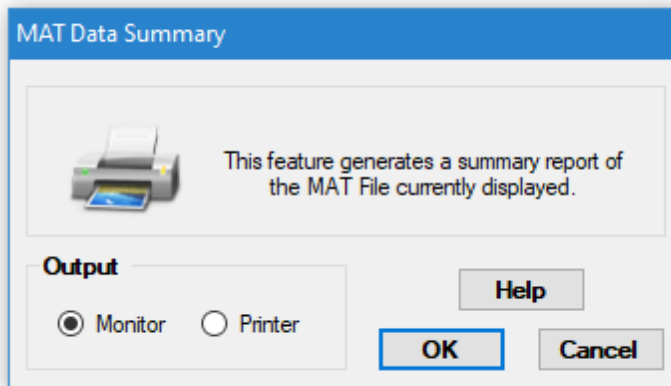 MAT Data Summary
This feature generates a summary report of
the MAT File currently displayed.
Output
Monitor
Printer
Help
OK
Cancel